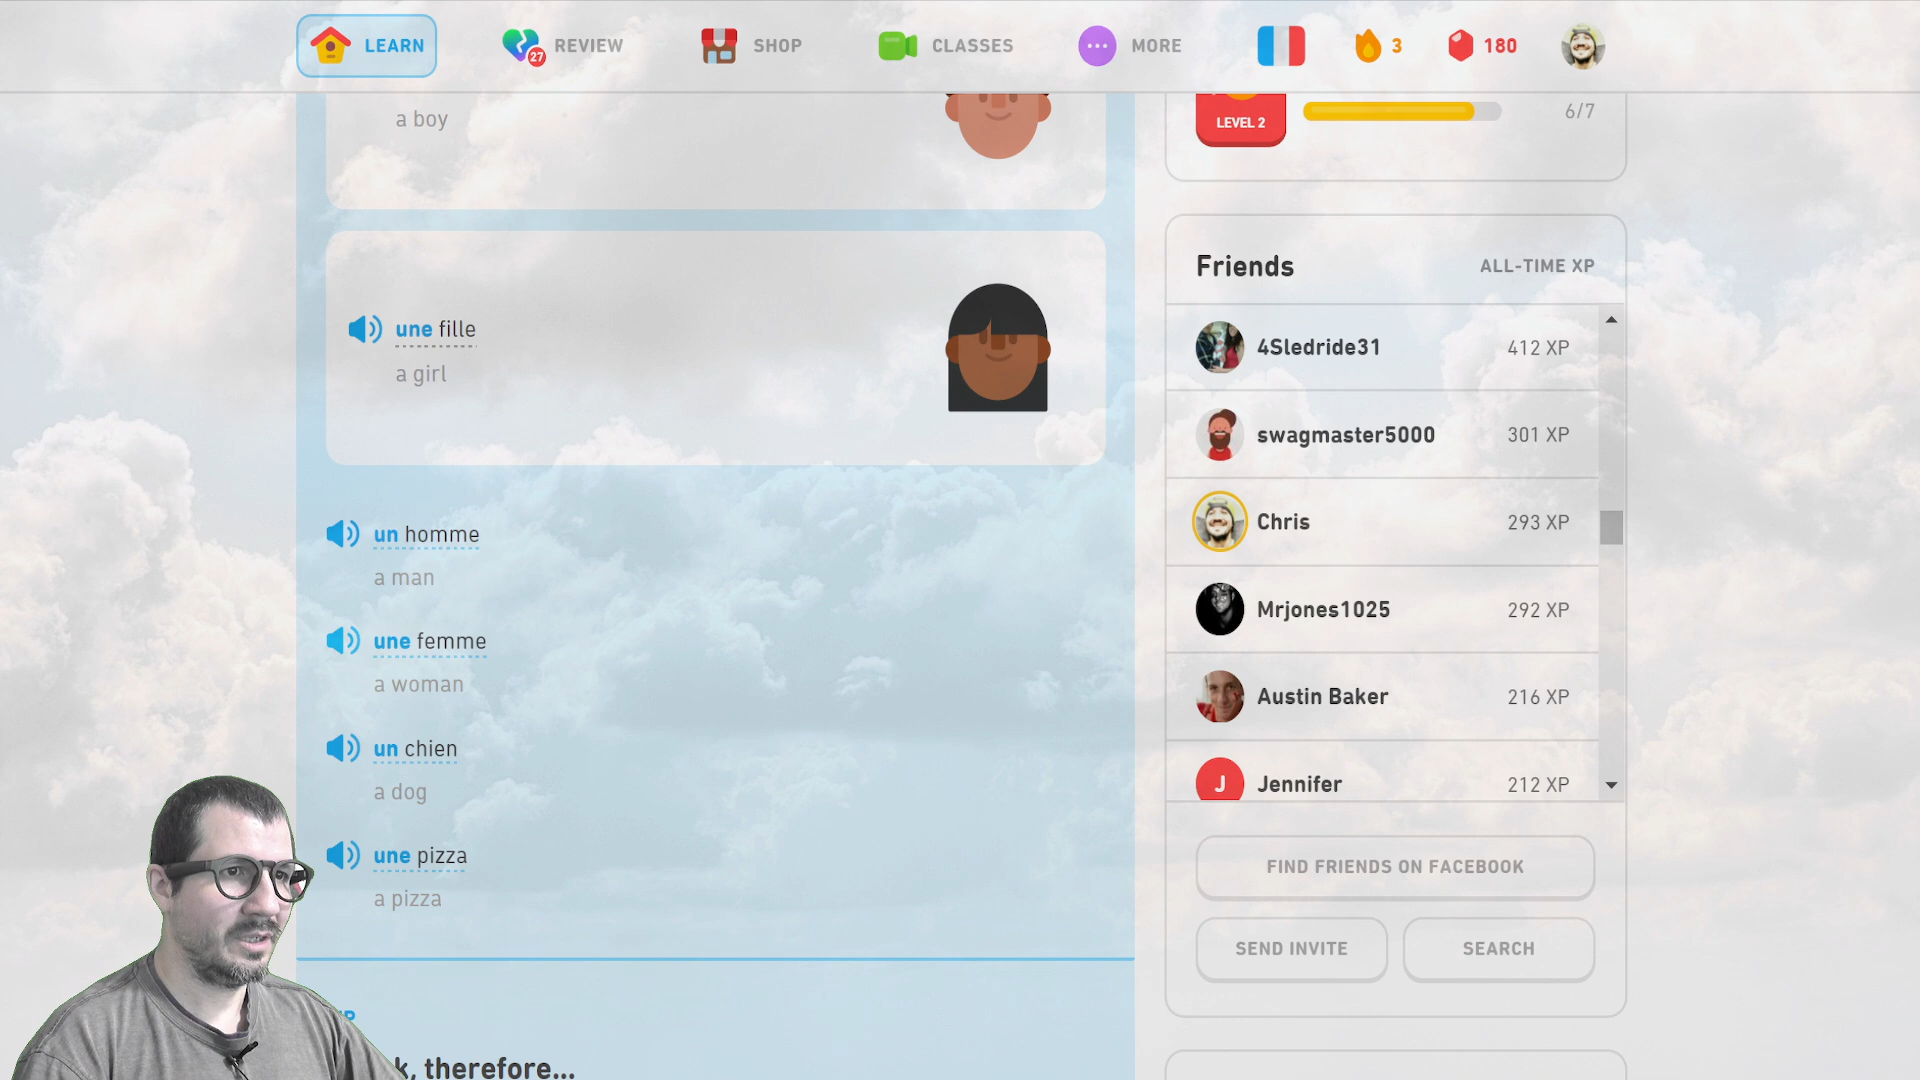 LEARN
27
REVIEW
SHOP
CLASSES
MORE
3
180
a boy
LEVEL 2
6/7
une fille
a girl
un homme
a man
une femme
a woman
un chien
a dog
une pizza
a pizza
therefore...
Friends
ALL-TIME XP
4Sledride31
412 XP
swagmaster5000
301 XP
Chris
293 XP
Mrjones1025
292 XP
Austin Baker
216 XP
J
Jennifer
212 XP
FIND FRIENDS ON FACEBOOK
SEND INVITE
SEARCH